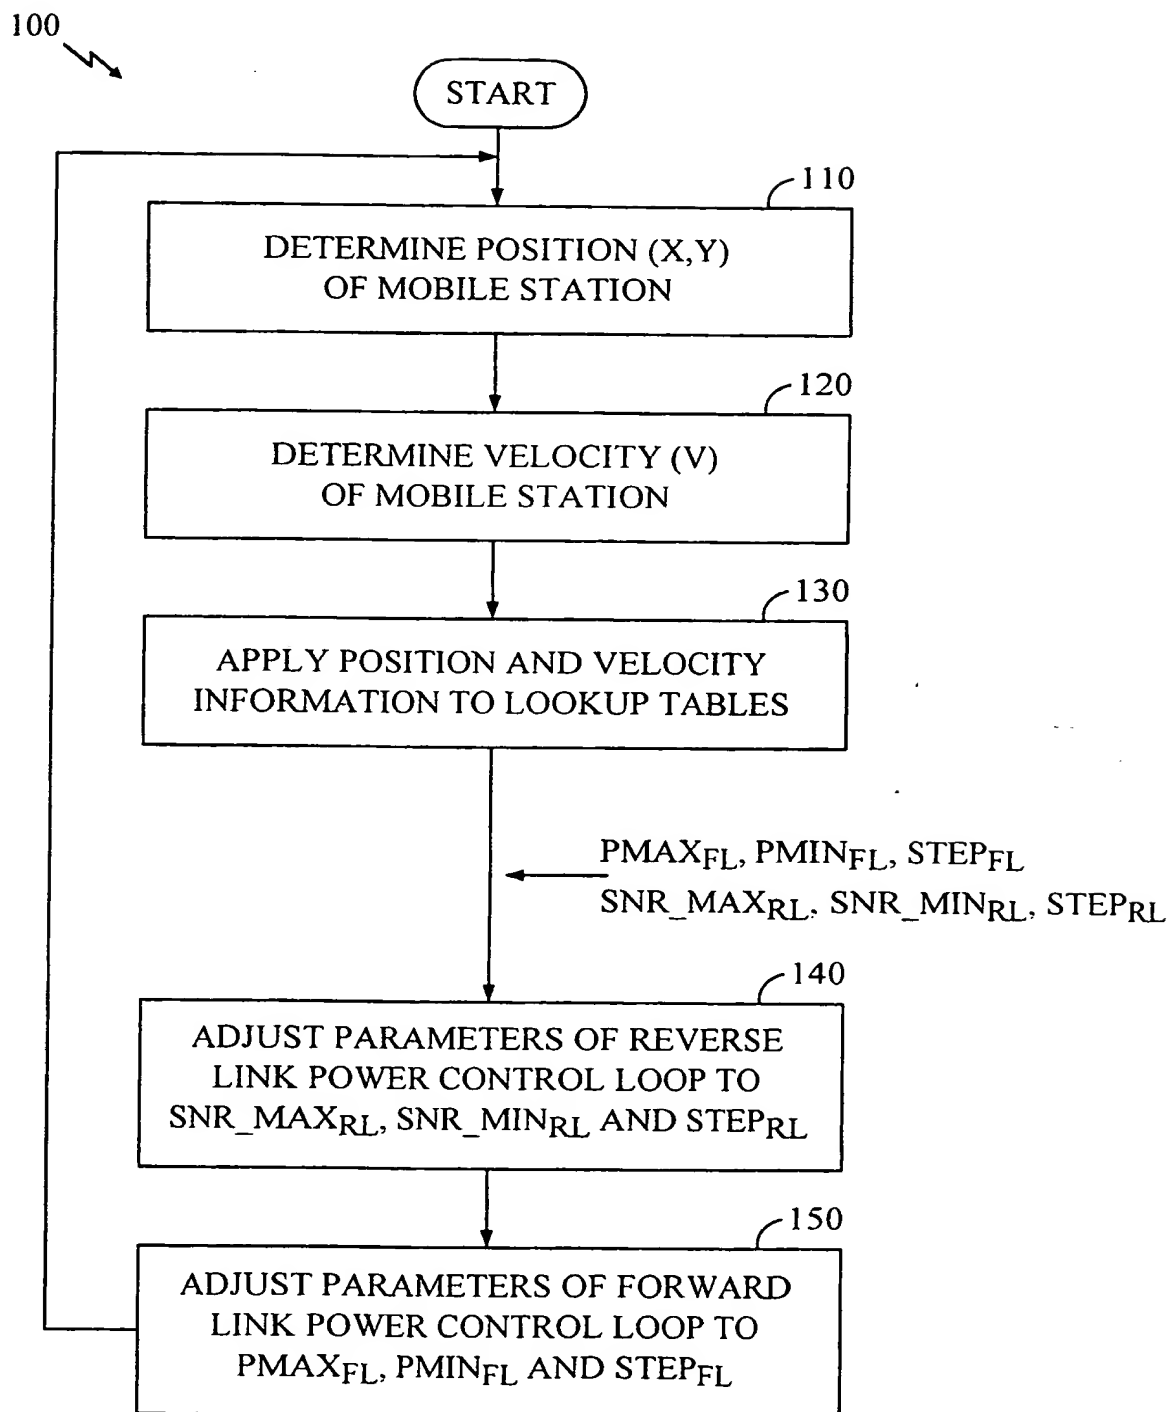 100
START
110
DETERMINE POSITION (X,Y)
OF MOBILE STATION
120
DETERMINE VELOCITY (V)
OF MOBILE STATION
130
APPLY POSITION AND VELOCITY
INFORMATION TO LOOKUP TABLES
PMAXFL, PMINFL, STEPFL
SNR_MAXRL, SNR_MINRL, STEPRL
140
ADJUST PARAMETERS OF REVERSE
LINK POWER CONTROL LOOP TO
SNR_MAXRL, SNR_MINRL AND STEPRL
150
ADJUST PARAMETERS OF FORWARD
LINK POWER CONTROL LOOP TO
PMAXFL, PMINFL AND STEPFL